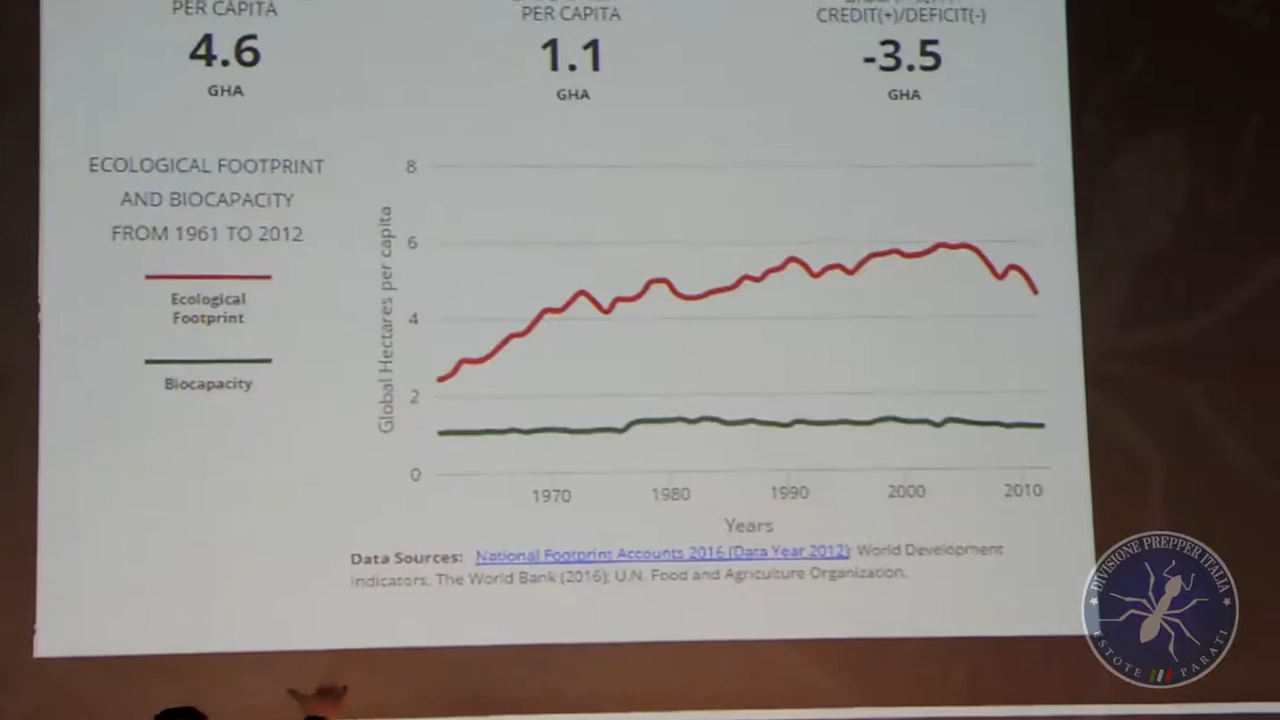 PER CAPITA
PER CAPITA
CREDIT(+)/DEFICIT(-)
4.6
1.1
-3.5
GHA
GHA
GHA
ECOLOGICAL FOOTPRINT
AND BIOCAPACITY
FROM 1961 TO 2012
Ecological
Footprint
Biocapacity
Global Hectares per capita
8
6
4
2
0
1970 1980 1990 2000 2010
Years
Data Sources: National Footprint Accounts 2016 (Data Year 2012); World Development
Indicators, The World Bank (2016); U.N. Food and Agriculture Organization.
DIVISIONE PREPPER ITALIA
ESTOTE PARATI